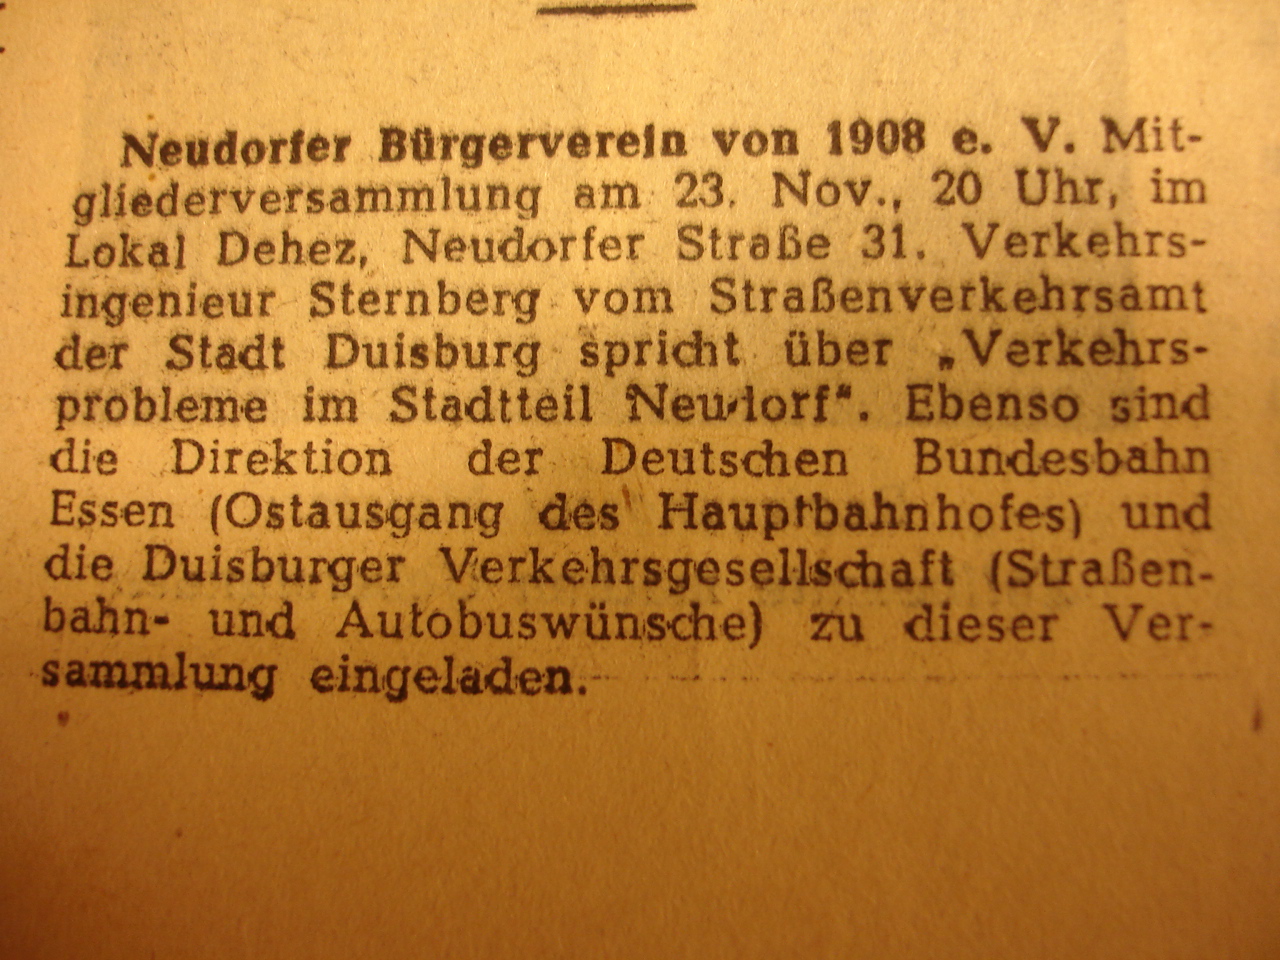 Neudorfer Bürgerverein von 1908 e. V. Mit-
gliederversammlung am 23. Nov., 20 Uhr, im
Lokal Dehez, Neudorfer Straße 31. Verkehrs-
ingenieur Sternberg vom Straßenverkehrsamt
der Stadt Duisburg spricht über „Verkehrs-
probleme im Stadtteil Neudorf“. Ebenso sind
die Direktion der Deutschen Bundesbahn
Essen (Ostausgang des Hauptbahnhofes) und
die Duisburger Verkehrsgesellschaft (Straßen-
bahn- und Autobuswünsche) zu dieser Ver-
sammlung eingeladen.